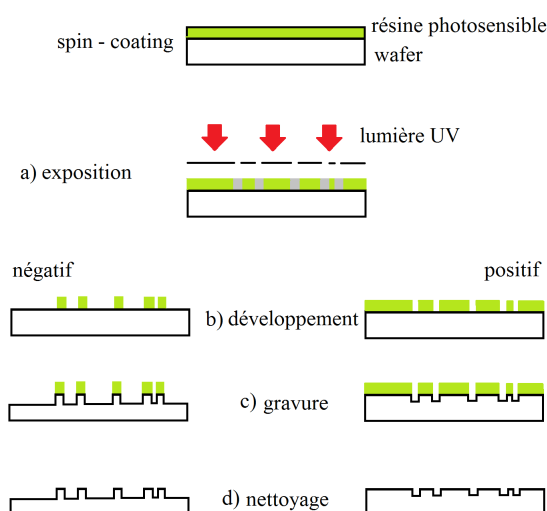 spin - coating
résine photosensible
wafer
lumière UV
a) exposition
négatif
positif
b) développement
c) gravure
d) nettoyage